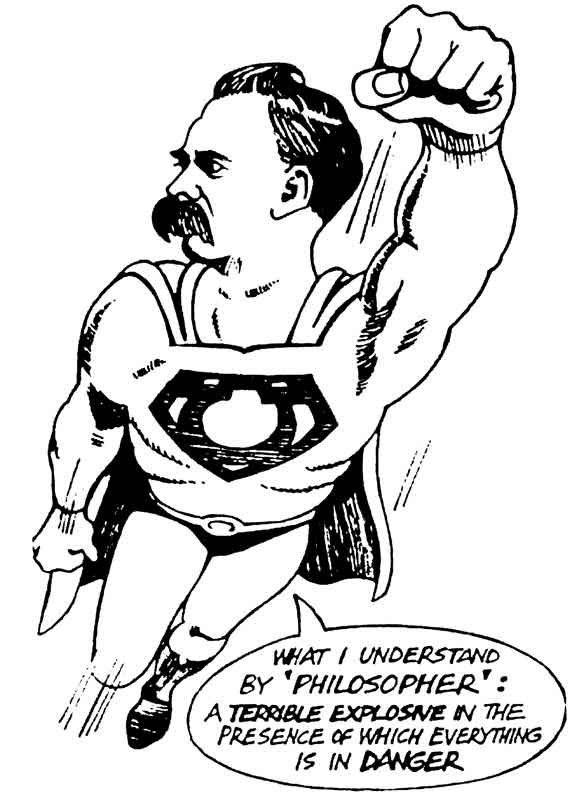 WHAT I UNDERSTAND
BY 'PHILOSOPHER':
A TERRIBLE EXPLOSIVE IN THE
PRESENCE OF WHICH EVERYTHING
IS IN DANGER